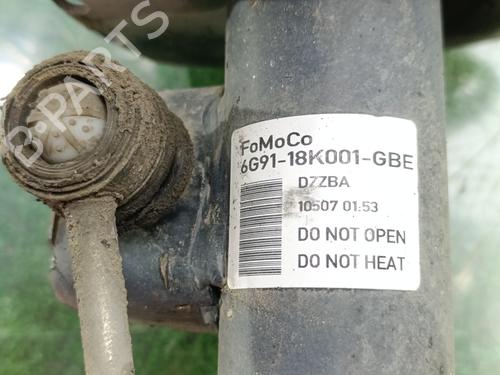 B-PARTS
FoMoCo
6G91-18K001-GBE
DZZBA
10507 01:53
DO NOT OPEN
DO NOT HEAT